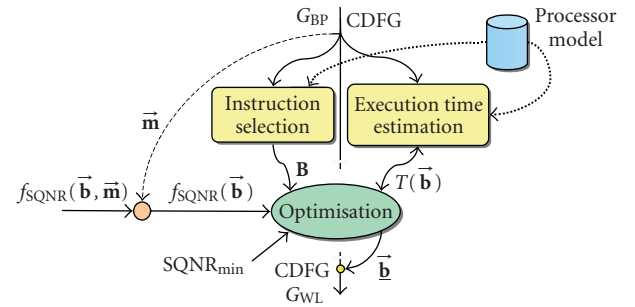 G_BP CDFG
Processor
model
Instruction
selection
Execution time
estimation
m⃗
B
T(b⃗)
f_SQNR(b⃗, m⃗)
f_SQNR(b⃗)
Optimisation
SQNR_min
CDFG
b⃗
G_WL